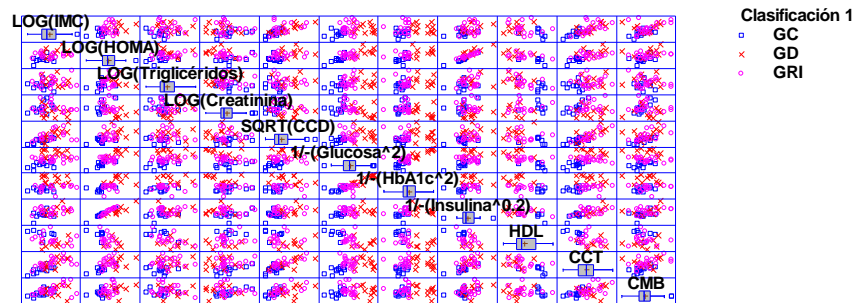 LOG(IMC)
LOG(HOMA)
LOG(Triglicéridos)
LOG(Creatinina)
SQRT(CCD)
1/-(Glucosa^2)
1/-(HbA1c^2)
1/-(Insulina^0.2)
HDL
CCT
CMB
Clasificación 1
GC
GD
GRI